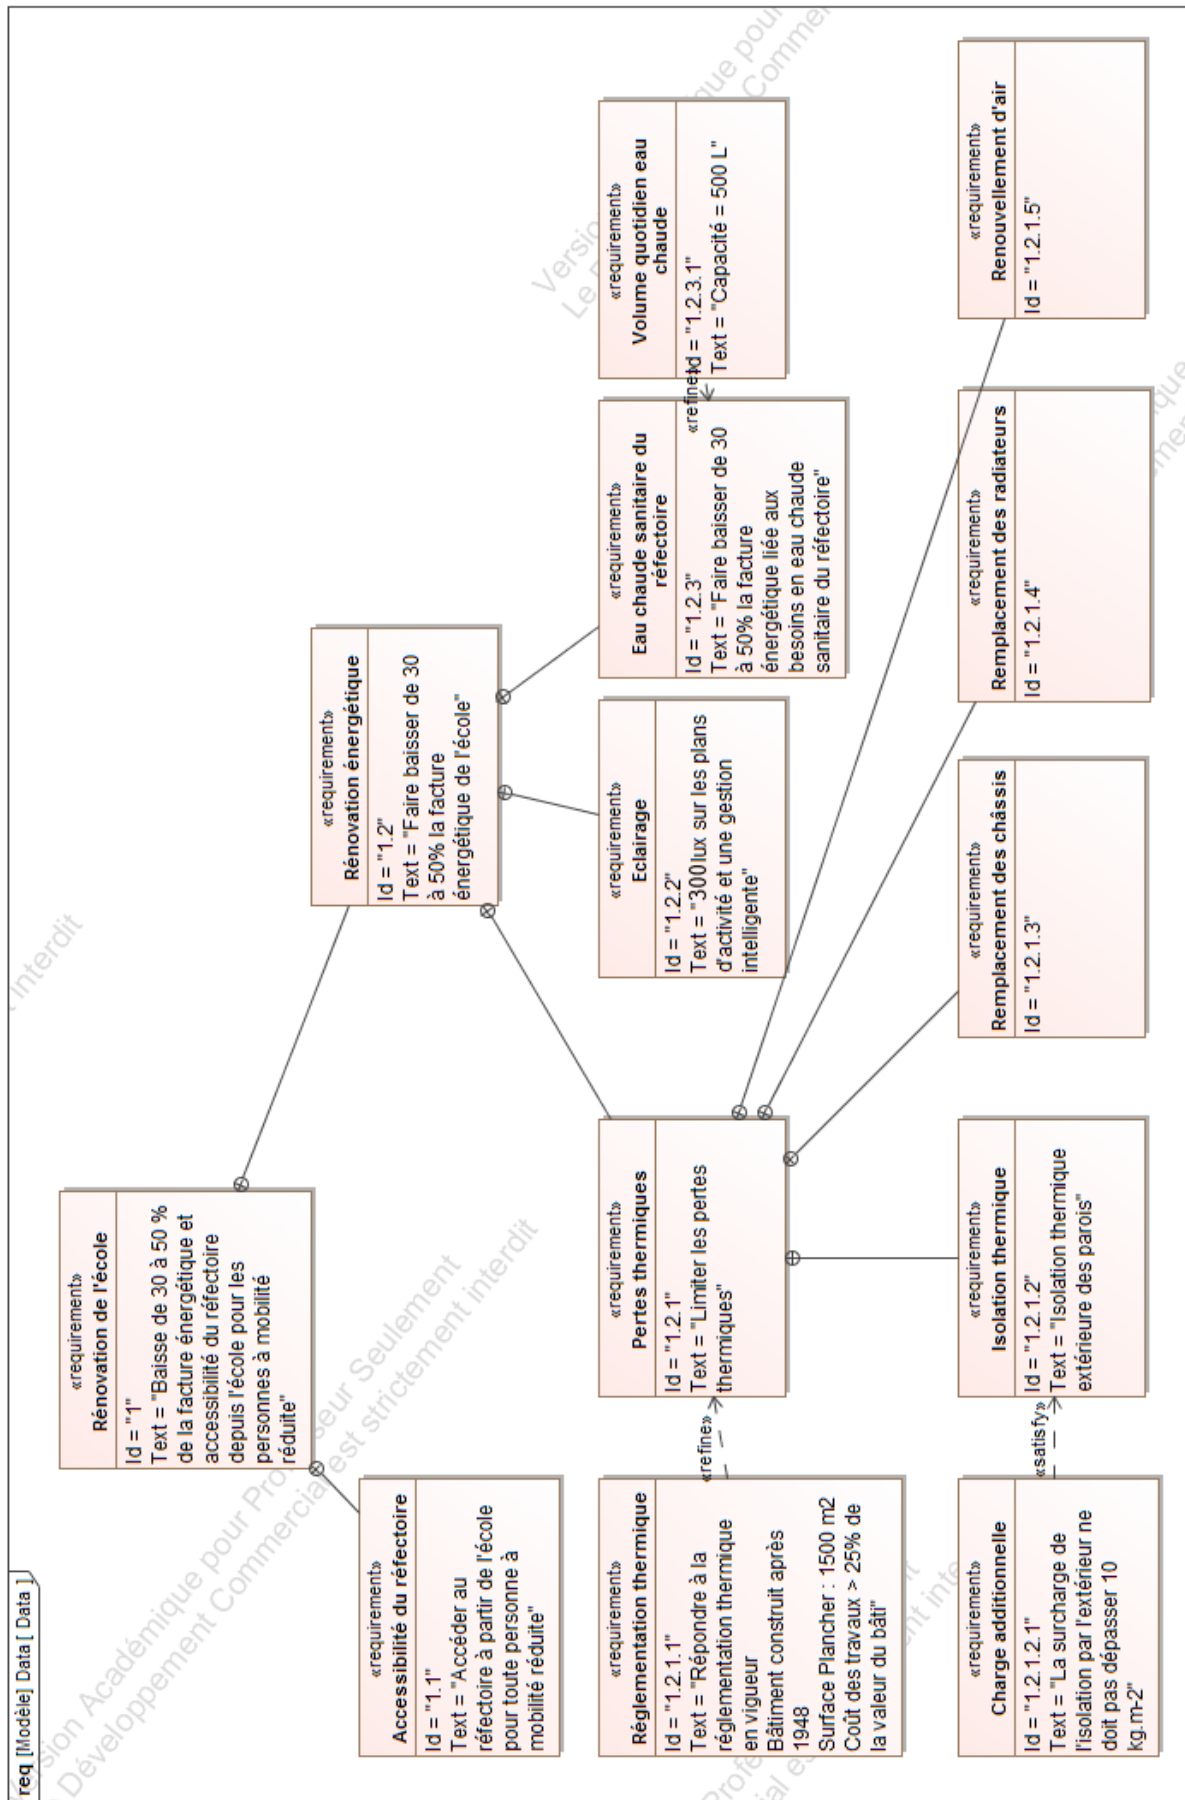 req [Modèle] Data [ Data ]
«requirement»
Rénovation de l'école
Id = "1"
Text = "Baisse de 30 à 50 %
de la facture énergétique et
accessibilité du réfectoire
depuis l'école pour les
personnes à mobilité
réduite"
«requirement»
Accessibilité du réfectoire
Id = "1.1"
Text = "Accéder au
réfectoire à partir de l'école
pour toute personne à
mobilité réduite"
«requirement»
Rénovation énergétique
Id = "1.2"
Text = "Faire baisser de 30
à 50% la facture
énergétique de l'école"
«requirement»
Réglementation thermique
Id = "1.2.1.1"
Text = "Répondre à la
réglementation thermique
en vigueur
Bâtiment construit après
1948
Surface Plancher : 1500 m2
Coût des travaux > 25% de
la valeur du bâti"
«refine»
«requirement»
Pertes thermiques
Id = "1.2.1"
Text = "Limiter les pertes
thermiques"
«requirement»
Eclairage
Id = "1.2.2"
Text = "300 lux sur les plans
d'activité et une gestion
intelligente"
«requirement»
Eau chaude sanitaire du
réfectoire
Id = "1.2.3"
Text = "Faire baisser de 30
à 50% la facture
énergétique liée aux
besoins en eau chaude
sanitaire du réfectoire"
«refine»
«requirement»
Volume quotidien eau
chaude
Id = "1.2.3.1"
Text = "Capacité = 500 L"
«requirement»
Charge additionnelle
Id = "1.2.1.2.1"
Text = "La surcharge de
l'isolation par l'extérieur ne
doit pas dépasser 10
kg.m-2"
«satisfy»
«requirement»
Isolation thermique
Id = "1.2.1.2"
Text = "Isolation thermique
extérieure des parois"
«requirement»
Remplacement des châssis
Id = "1.2.1.3"
«requirement»
Remplacement des radiateurs
Id = "1.2.1.4"
«requirement»
Renouvellement d'air
Id = "1.2.1.5"
Version Académique pour Professeur Seulement
Développement Commercial est strictement interdit